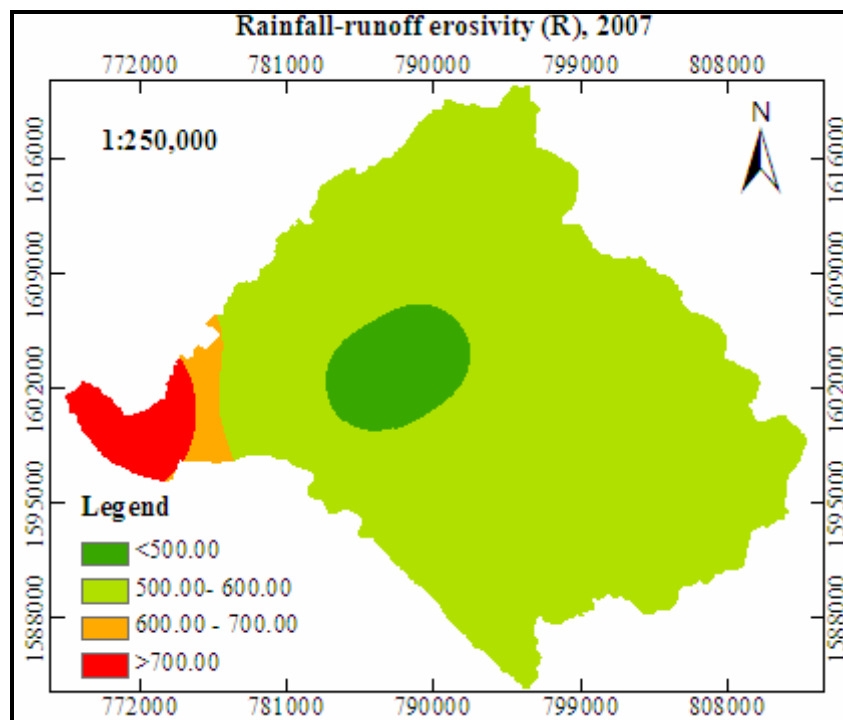 Rainfall-runoff erosivity (R), 2007
772000 781000 790000 799000 808000
1:250,000
N
1616000 1616000
1609000 1609000
1602000 1602000
1595000 1595000
1588000 1588000
Legend
<500.00
500.00- 600.00
600.00 - 700.00
>700.00
772000 781000 790000 799000 808000